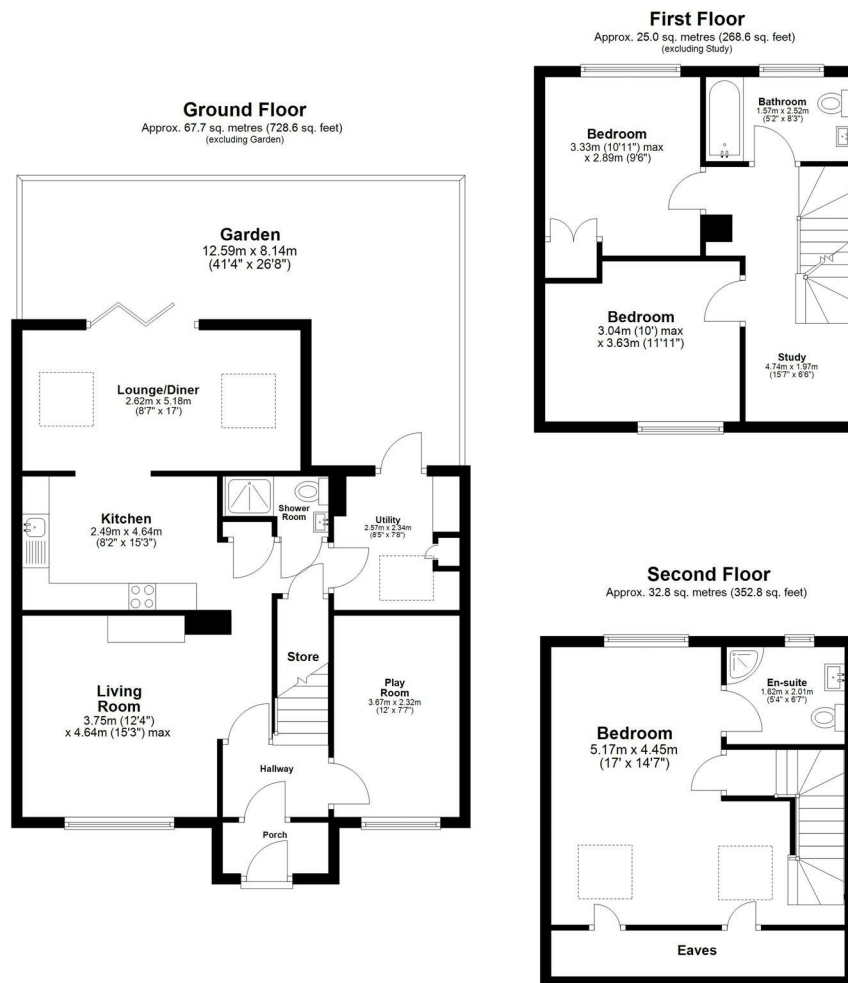 Ground Floor
Approx. 67.7 sq. metres (728.6 sq. feet)
(excluding Garden)
Garden
12.59m x 8.14m
(41'4" x 26'8")
Lounge/Diner
2.62m x 5.18m
(8'7" x 17')
Kitchen
2.49m x 4.64m
(8'2" x 15'3")
Shower
Room
Utility
2.57m x 2.34m
(8'5" x 7'8")
Living
Room
3.75m (12'4")
x 4.64m (15'3") max
Store
Play
Room
3.67m x 2.32m
(12' x 7'7")
Hallway
Porch
First Floor
Approx. 25.0 sq. metres (268.6 sq. feet)
(excluding Study)
Bathroom
1.57m x 2.52m
(5'2" x 8'3")
Bedroom
3.33m (10'11") max
x 2.89m (9'6")
Bedroom
3.04m (10') max
x 3.63m (11'11")
Study
4.74m x 1.97m
(15'7" x 6'6")
Second Floor
Approx. 32.8 sq. metres (352.8 sq. feet)
En-suite
1.62m x 2.01m
(5'4" x 6'7")
Bedroom
5.17m x 4.45m
(17' x 14'7")
Eaves